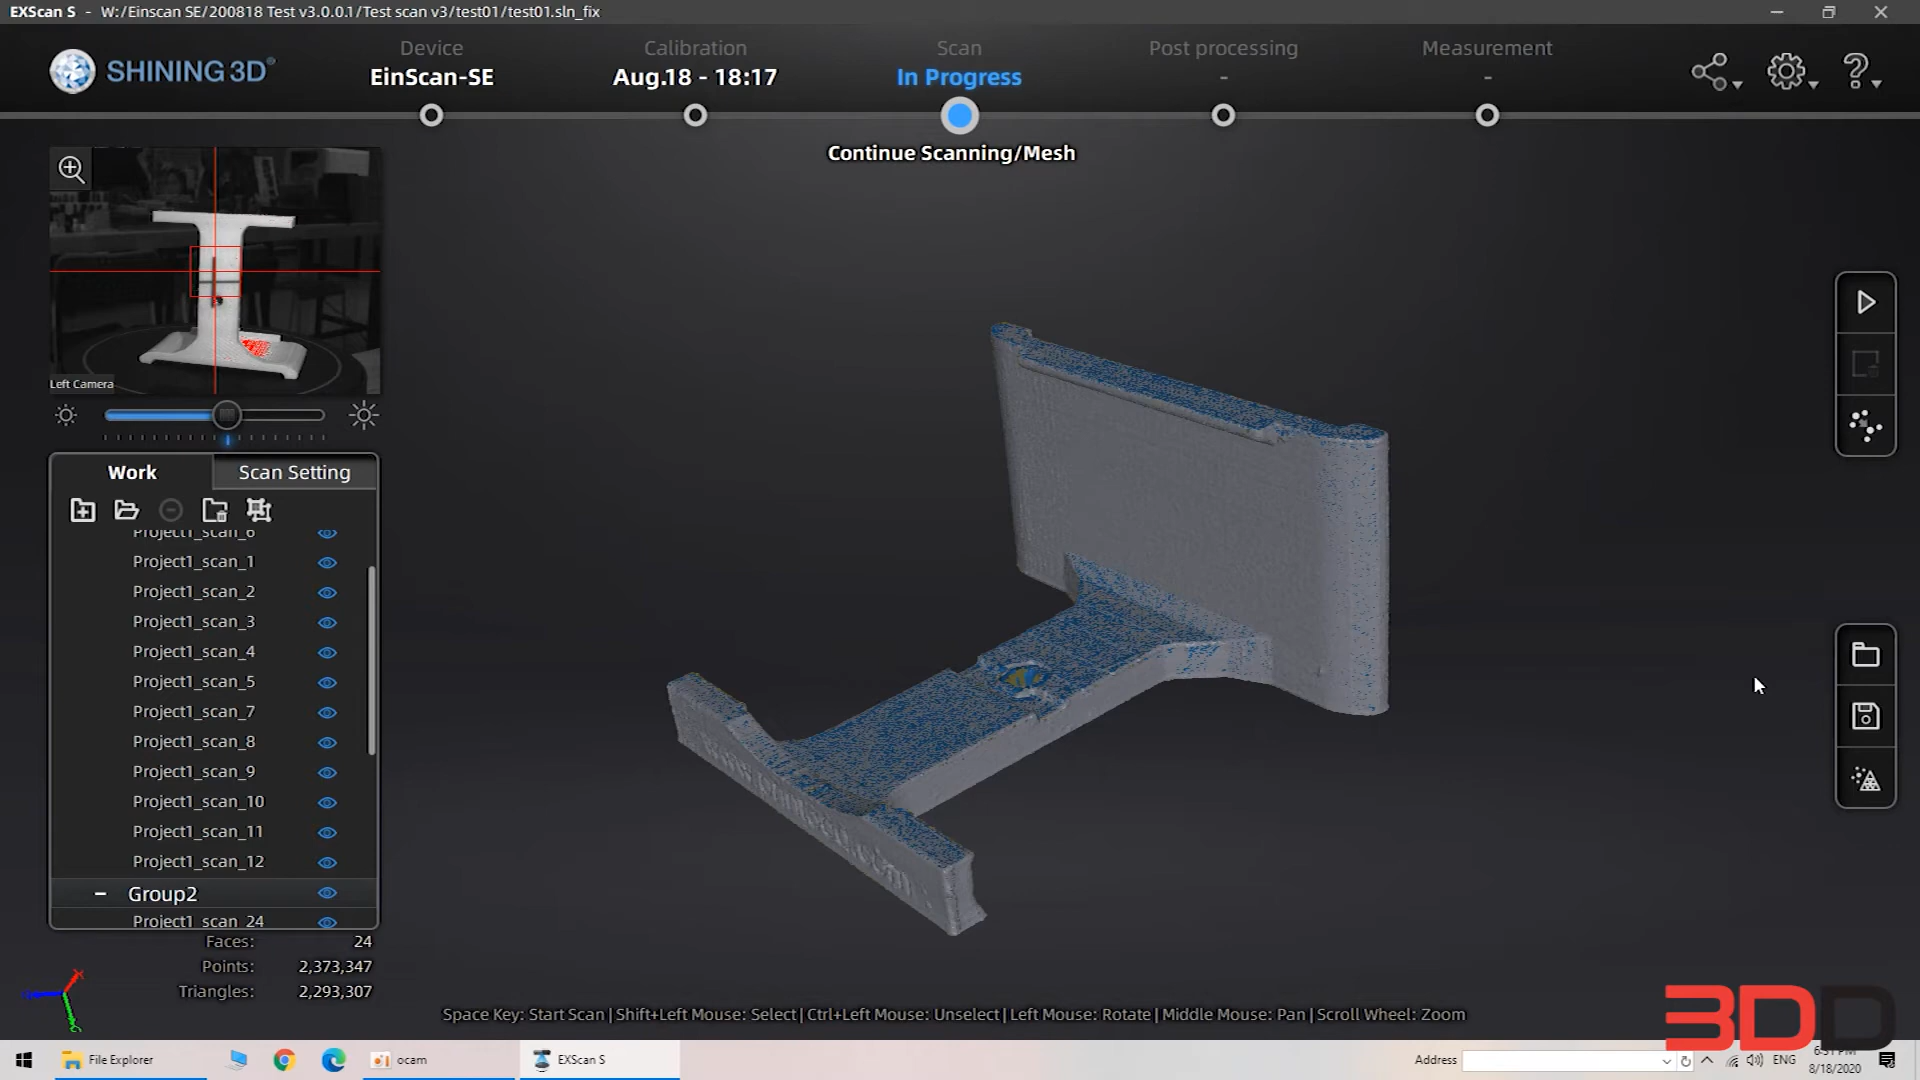 EXScan S - W:/Einscan SE/200818 Test v3.0.0.1/Test scan v3/test01/test01.sln_fix
SHINING 3D®
Device
EinScan-SE
Calibration
Aug.18 - 18:17
Scan
In Progress
Post processing
-
Measurement
-
Continue Scanning/Mesh
Left Camera
Work
Scan Setting
Project1_scan_6
Project1_scan_1
Project1_scan_2
Project1_scan_3
Project1_scan_4
Project1_scan_5
Project1_scan_7
Project1_scan_8
Project1_scan_9
Project1_scan_10
Project1_scan_11
Project1_scan_12
Group2
Project1_scan_24
Faces: 24
Points: 2,373,347
Triangles: 2,293,307
Space Key: Start Scan | Shift+Left Mouse: Select | Ctrl+Left Mouse: Unselect | Left Mouse: Rotate | Middle Mouse: Pan | Scroll Wheel: Zoom
3DD
File Explorer
ocam
EXScan S
Address
ENG
6:31 PM
8/18/2020